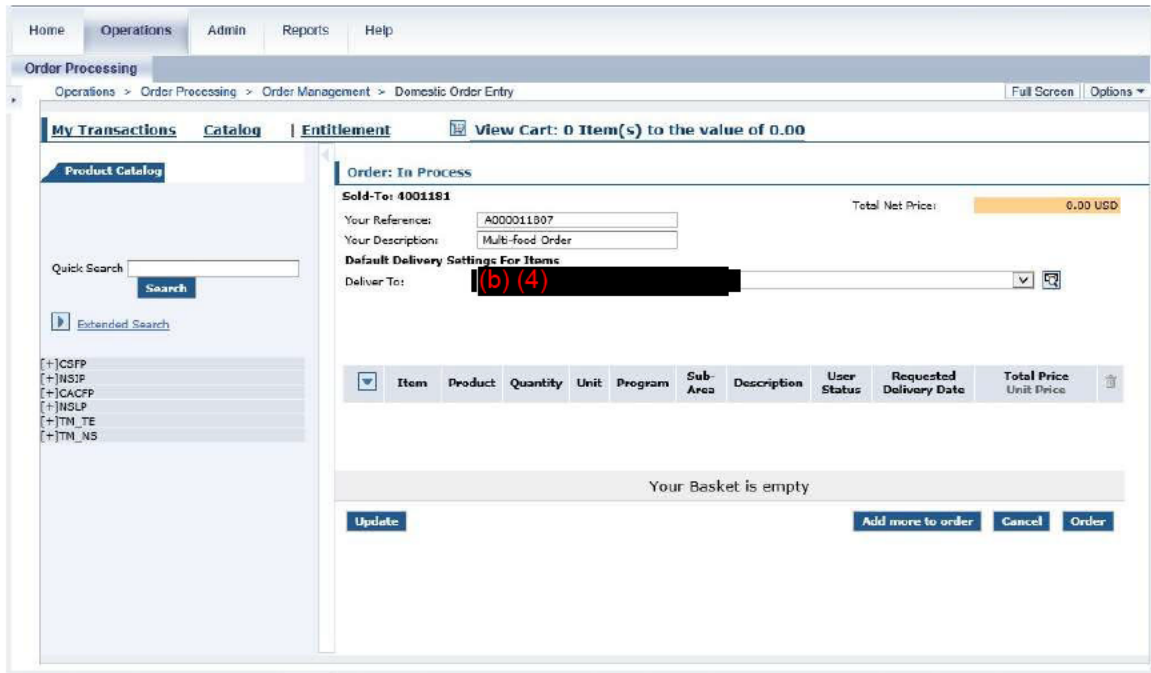 Home Operations Admin Reports Help
Order Processing
Operations > Order Processing > Order Management > Domestic Order Entry Full Screen Options
My Transactions Catalog | Entitlement View Cart: 0 Item(s) to the value of 0.00
Product Catalog
Order: In Process
Sold-To: 4001181
Total Net Price: 0.00 USD
Your Reference: A000011807
Your Description: Multi-food Order
Default Delivery Settings For Items
Quick Search
Deliver To: (b) (4)
Search
Extended Search
[+]CSFP
[+]NSIP
[+]CACFP
[+]NSLP
[+]TM_TE
[+]TM_NS
Item Product Quantity Unit Program Sub-Area Description User Status Requested Delivery Date Total Price Unit Price
Your Basket is empty
Update Add more to order Cancel Order